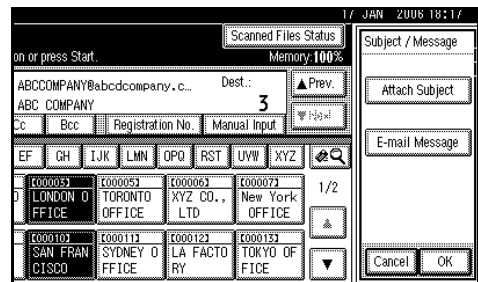 17 JAN 2006 18:17
Scanned Files Status
on or press Start.
Memory:100%
ABCCOMPANY@abcdcompany.c...
Dest.:
3
▲Prev.
ABC COMPANY
▼Next
Cc
Bcc
Registration No.
Manual Input
EF
GH
IJK
LMN
OPQ
RST
UVW
XYZ
[00003]
LONDON O
FFICE
[00005]
TORONTO
OFFICE
[00006]
XYZ CO.,
LTD
[00007]
New York
OFFICE
1/2
▲
[00010]
SAN FRAN
CISCO
[00011]
SYDNEY O
FFICE
[00012]
LA FACTO
RY
[00013]
TOKYO OF
FICE
▼
Subject / Message
Attach Subject
E-mail Message
Cancel
OK